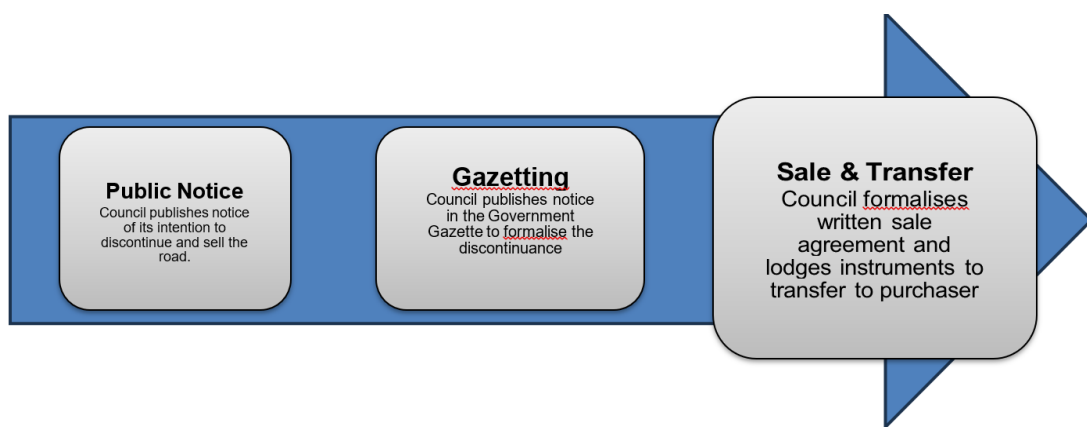 Public Notice
Council publishes notice
of its intention to
discontinue and sell the
road.
Gazetting
Council publishes notice
in the Government
Gazette to formalise the
discontinuance
Sale & Transfer
Council formalises
written sale
agreement and
lodges instruments to
transfer to purchaser